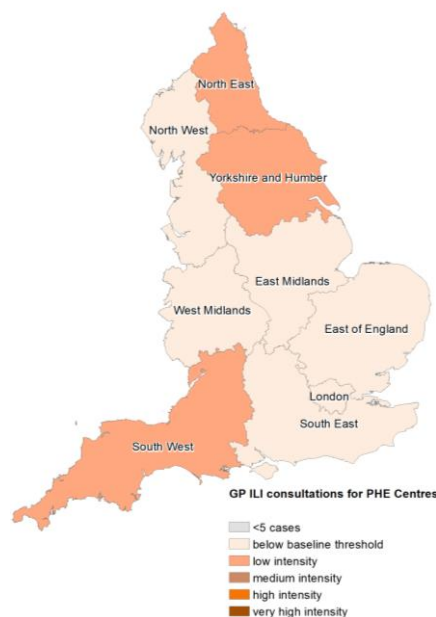 North East
North West
Yorkshire and Humber
East Midlands
West Midlands
East of England
London
South East
South West
GP ILI consultations for PHE Centres
<5 cases
below baseline threshold
low intensity
medium intensity
high intensity
very high intensity